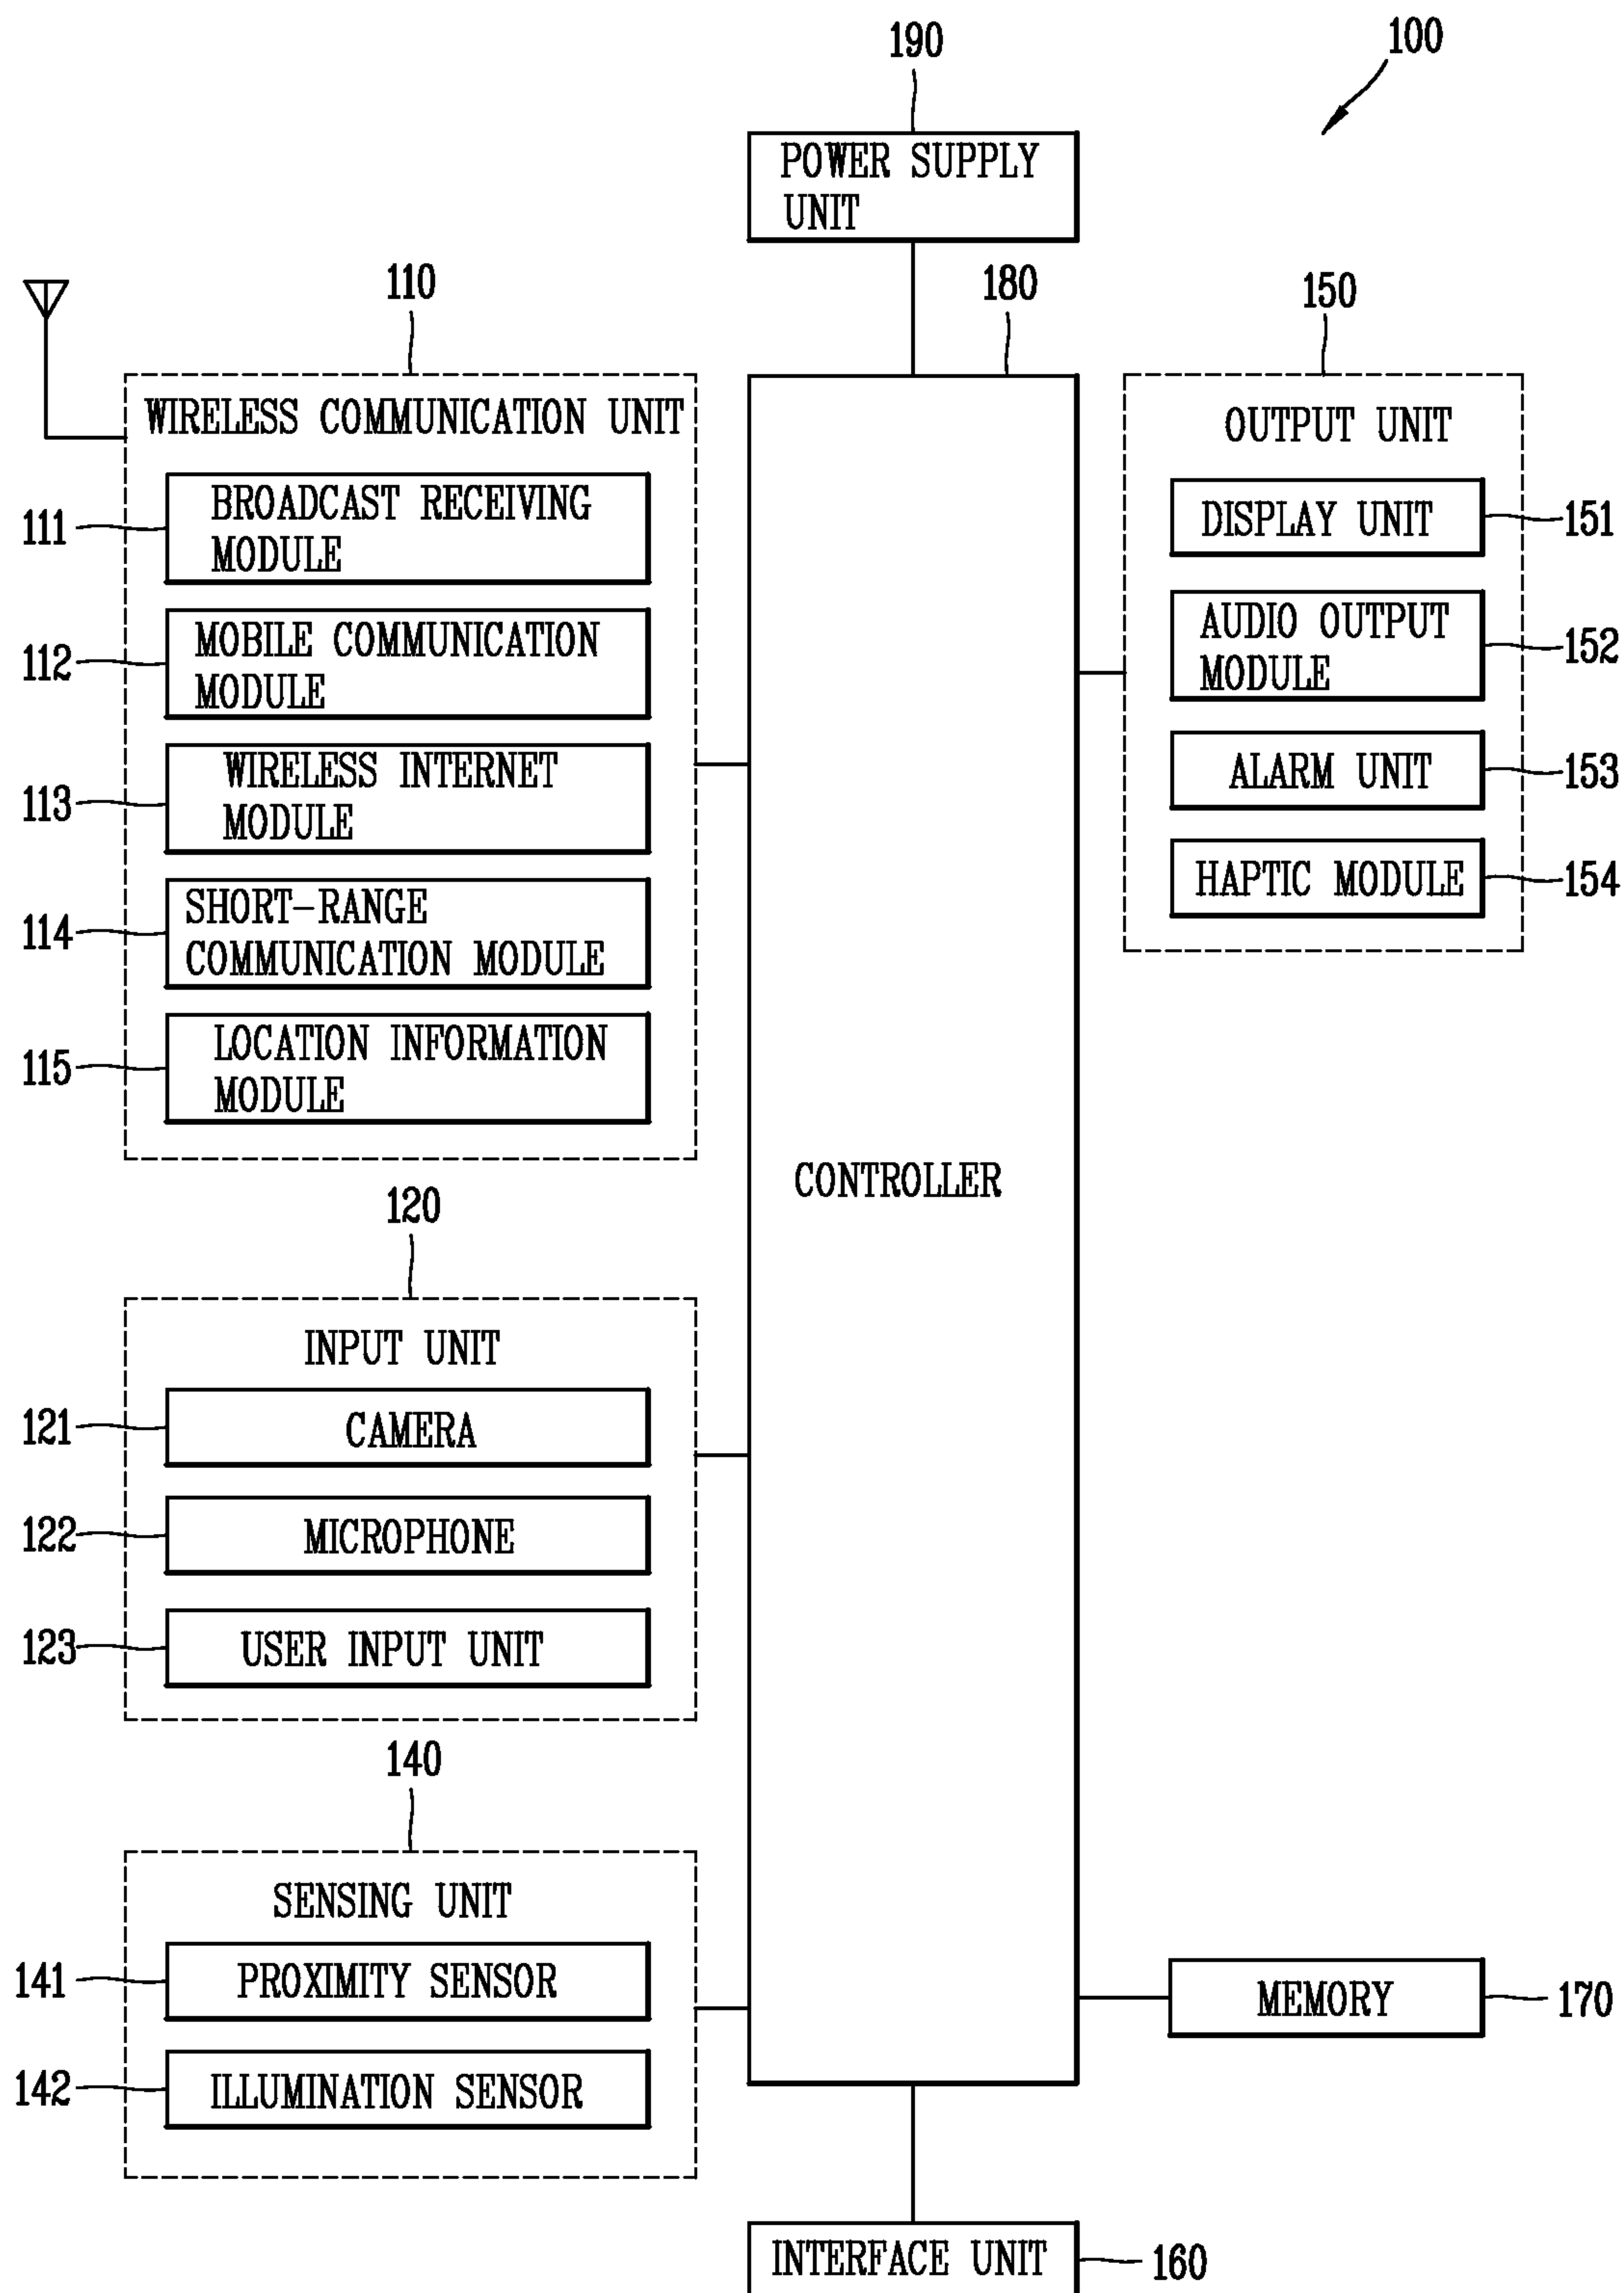 190
100
POWER SUPPLY
UNIT
110
180
150
WIRELESS COMMUNICATION UNIT
111
BROADCAST RECEIVING
MODULE
112
MOBILE COMMUNICATION
MODULE
113
WIRELESS INTERNET
MODULE
114
SHORT-RANGE
COMMUNICATION MODULE
115
LOCATION INFORMATION
MODULE
OUTPUT UNIT
DISPLAY UNIT
151
AUDIO OUTPUT
MODULE
152
ALARM UNIT
153
HAPTIC MODULE
154
CONTROLLER
120
INPUT UNIT
121
CAMERA
122
MICROPHONE
123
USER INPUT UNIT
140
SENSING UNIT
141
PROXIMITY SENSOR
142
ILLUMINATION SENSOR
MEMORY
170
INTERFACE UNIT
160